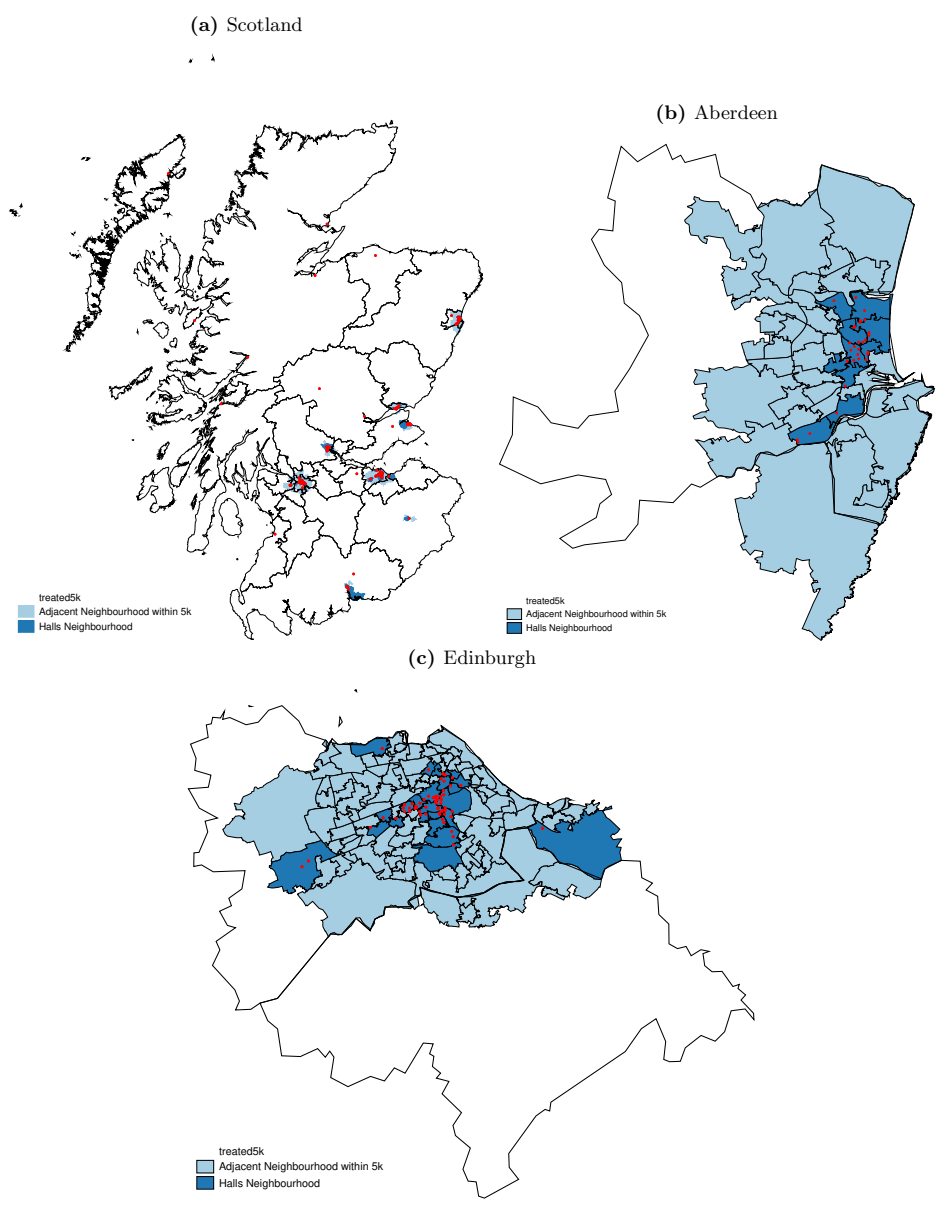 (a) Scotland
(b) Aberdeen
treated5k
Adjacent Neighbourhood within 5k
Halls Neighbourhood
treated5k
Adjacent Neighbourhood within 5k
Halls Neighbourhood
(c) Edinburgh
treated5k
Adjacent Neighbourhood within 5k
Halls Neighbourhood